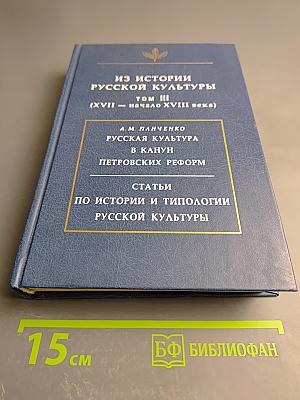 ИЗ ИСТОРИИ
РУССКОЙ КУЛЬТУРЫ
ТОМ III
(XVII — начало XVIII века)
А.М. ПАНЧЕНКО
РУССКАЯ КУЛЬТУРА
В КАНУН
ПЕТРОВСКИХ РЕФОРМ
СТАТЬИ
ПО ИСТОРИИ И ТИПОЛОГИИ
РУССКОЙ КУЛЬТУРЫ
15 см
БФ БИБЛИОФАН